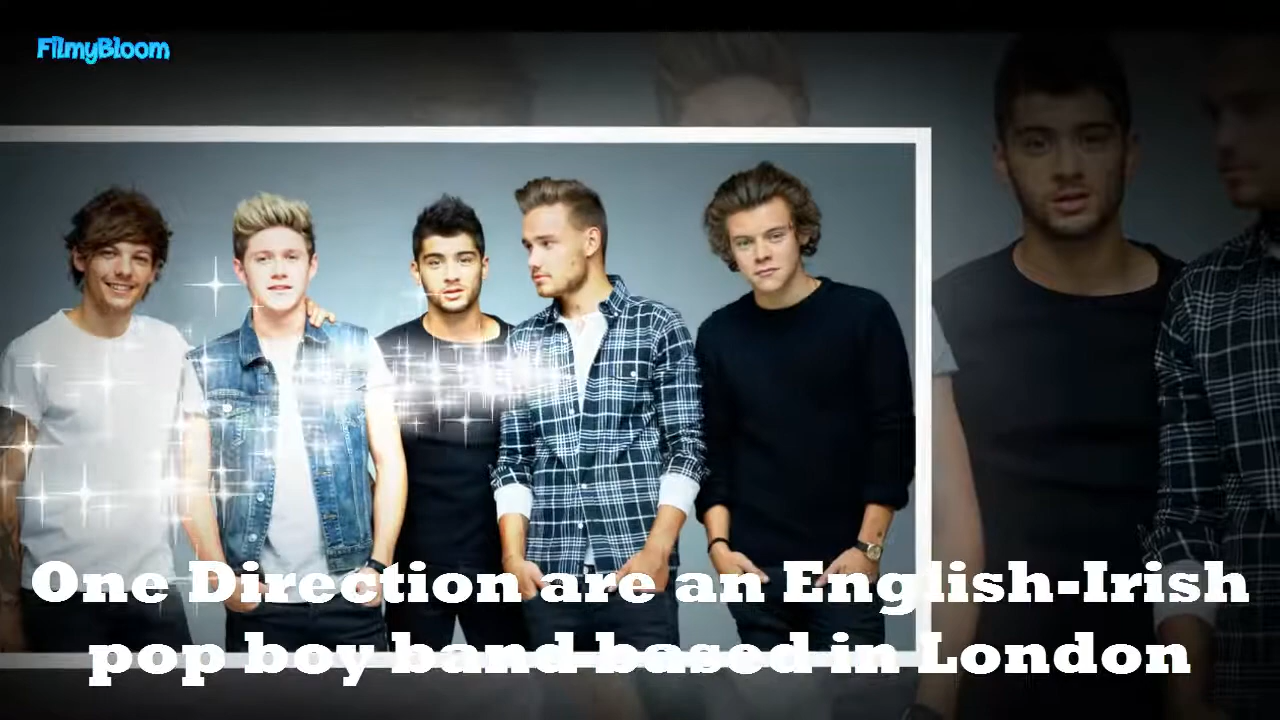 FilmyBloom
One Direction are an English-Irish
pop boy band based in London